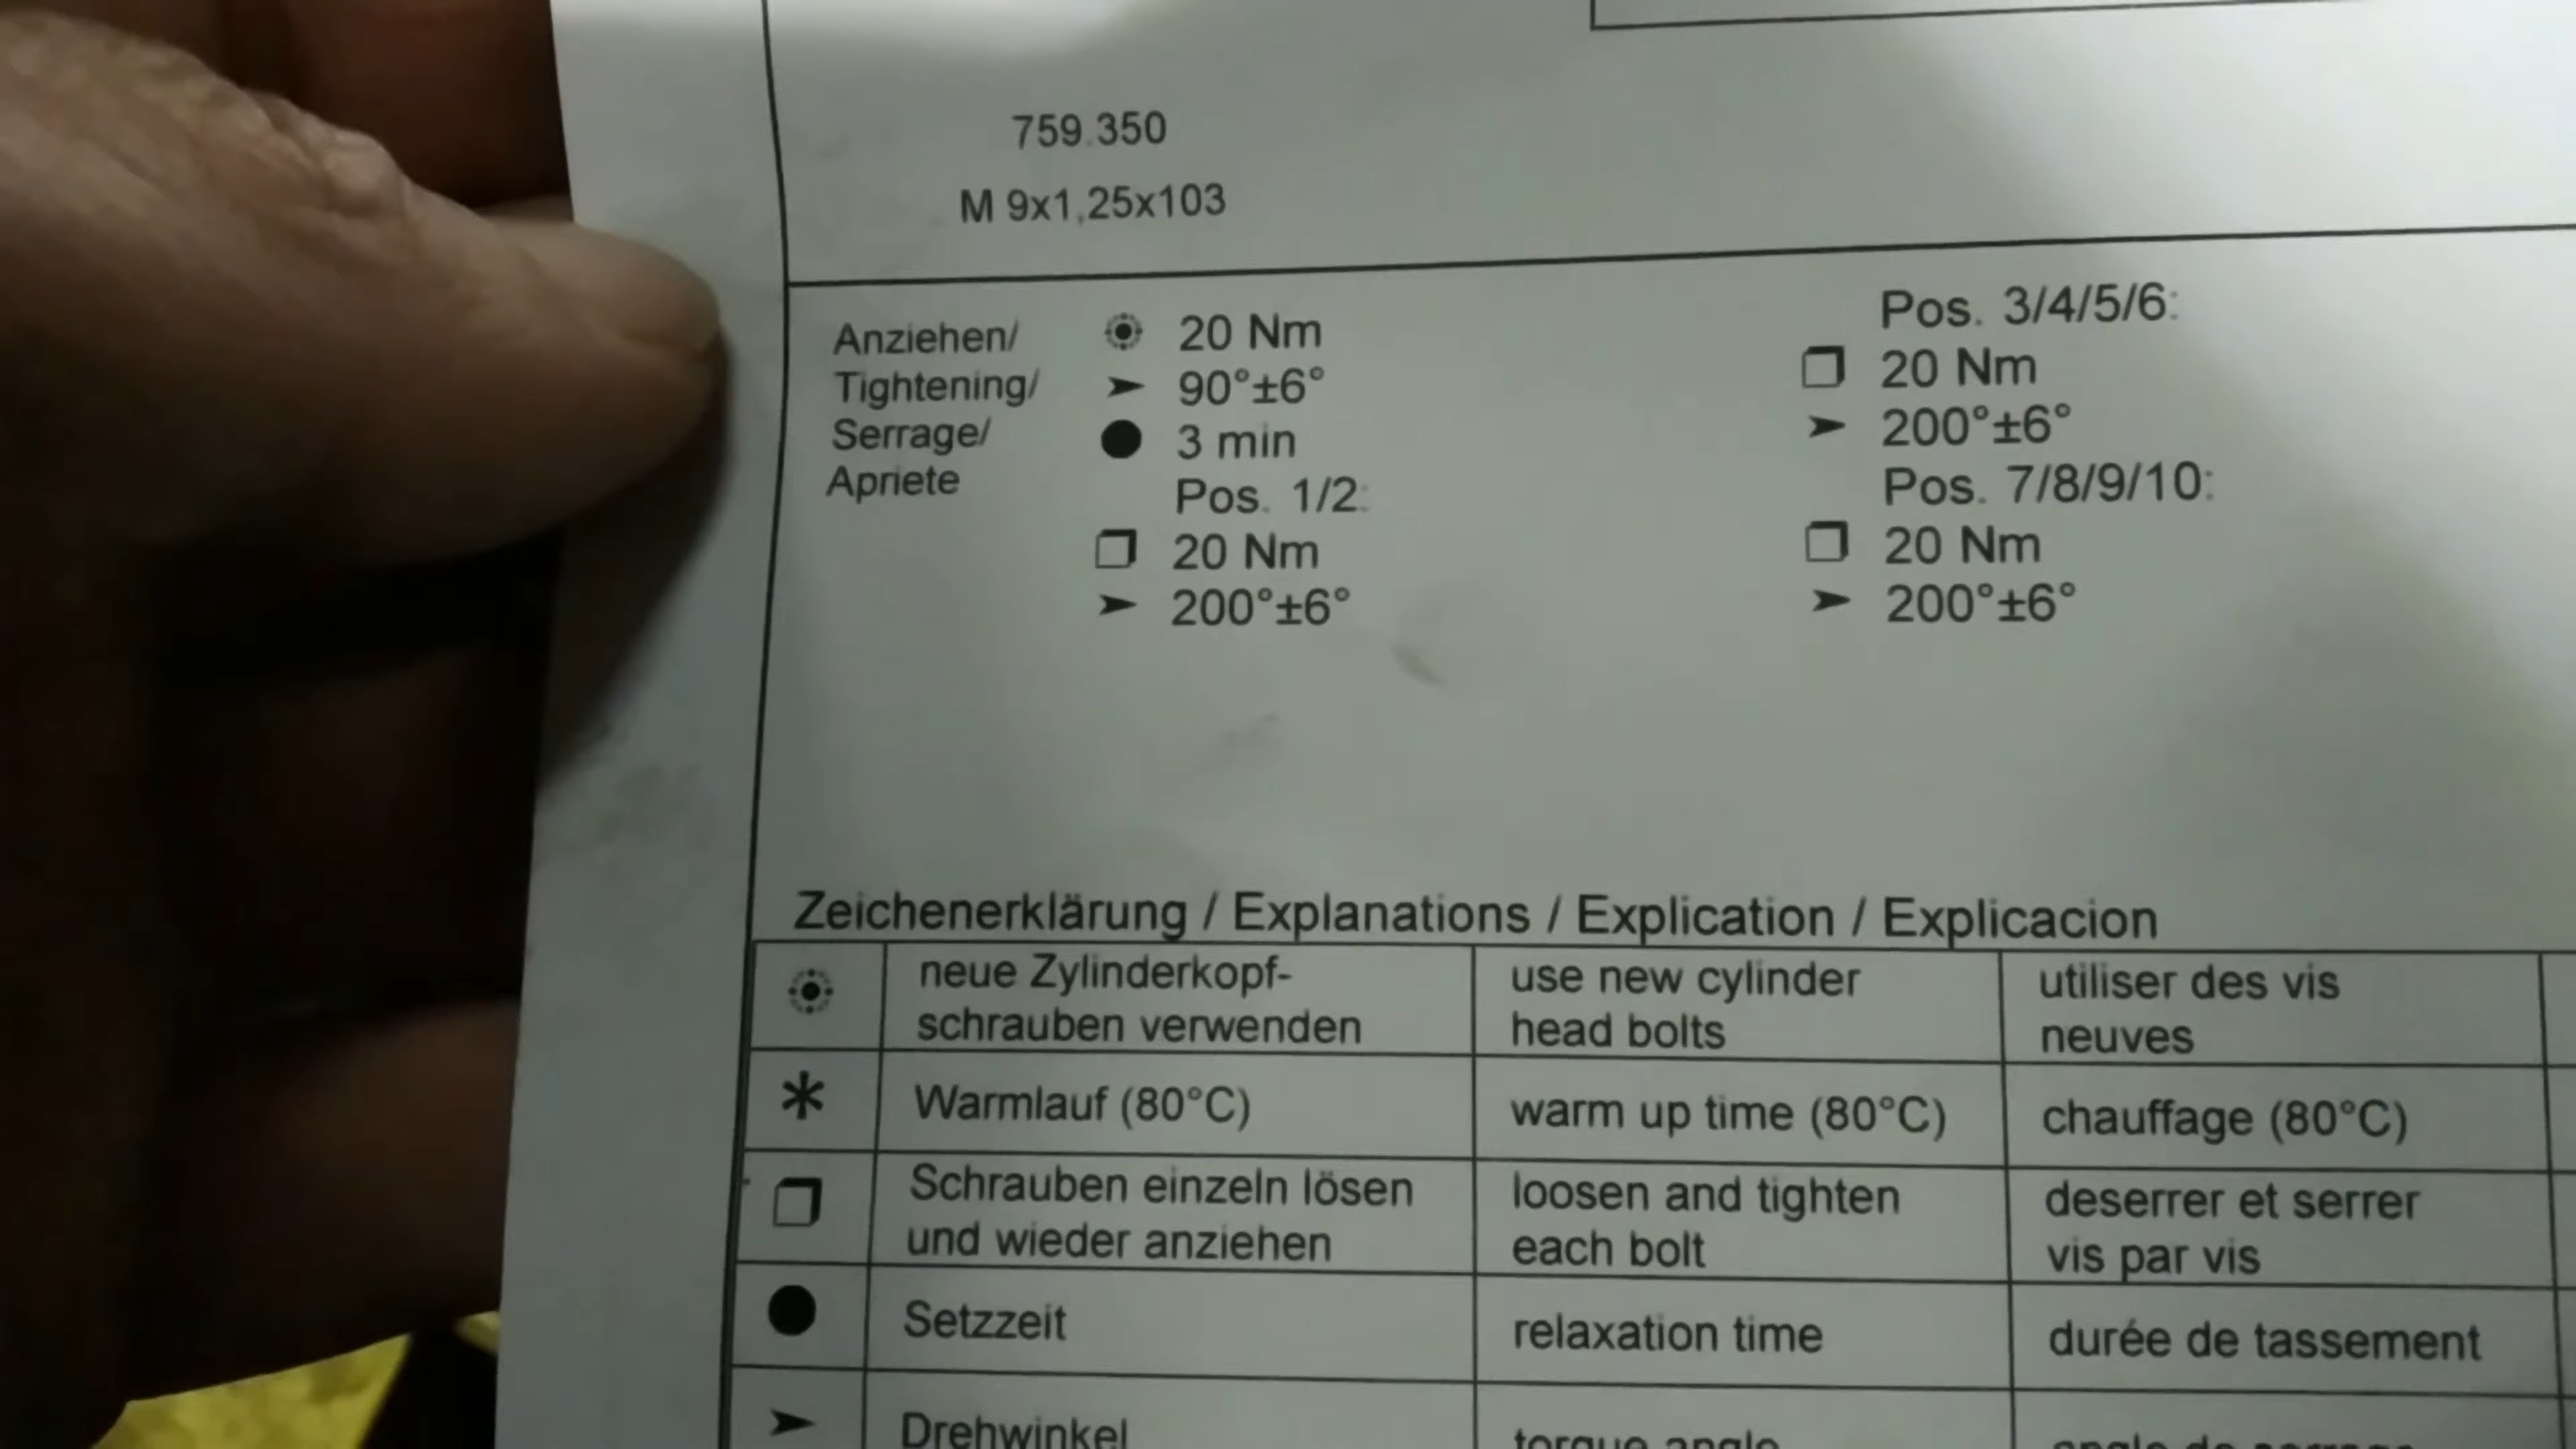 759.350
M 9x1,25x103
Anziehen/
Tightening/
Serrage/
Apriete
20 Nm
90°±6°
3 min
Pos. 1/2:
20 Nm
200°±6°
Pos. 3/4/5/6:
20 Nm
200°±6°
Pos. 7/8/9/10:
20 Nm
200°±6°
Zeichenerklärung / Explanations / Explication / Explicacion
neue Zylinderkopf-
schrauben verwenden
use new cylinder
head bolts
utiliser des vis
neuves
Warmlauf (80°C)
warm up time (80°C)
chauffage (80°C)
Schrauben einzeln lösen
und wieder anziehen
loosen and tighten
each bolt
deserrer et serrer
vis par vis
Setzzeit
relaxation time
durée de tassement
Drehwinkel
torque angle